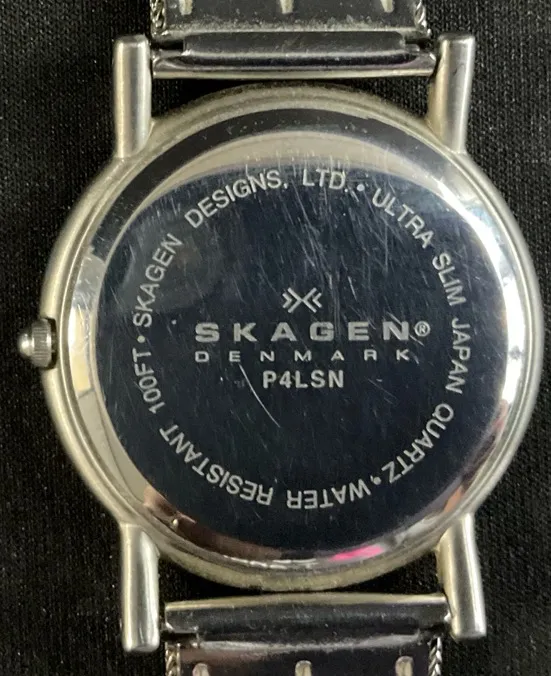 SKAGEN DESIGNS, LTD. • ULTRA SLIM JAPAN QUARTZ • WATER RESISTANT 100FT •
SKAGEN®
DENMARK
P4LSN